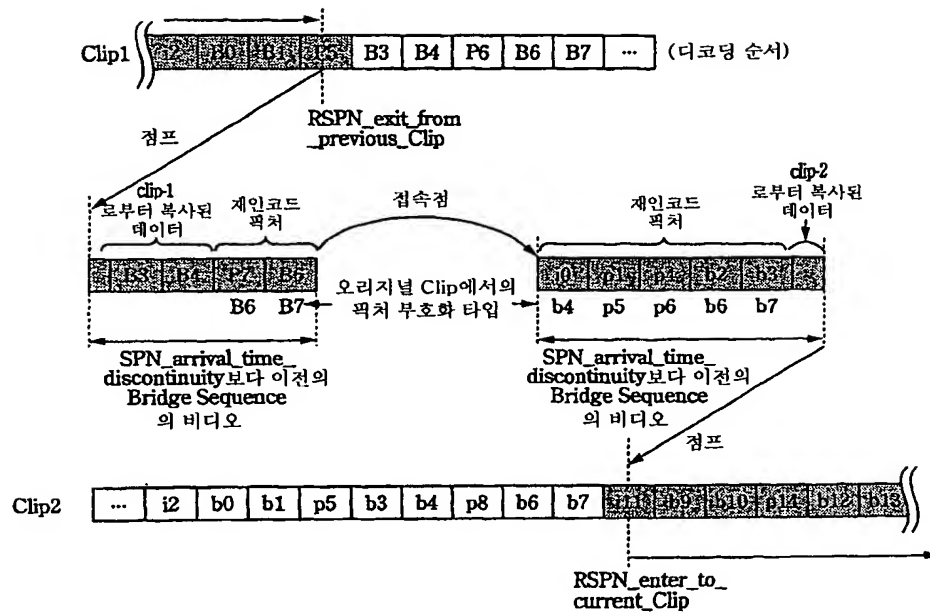 Clip1
i2 B0 B1 P5 B3 B4 P6 B6 B7 ...
(디코딩 순서)
RSPN_exit_from
_previous_Clip
점프
clip-1
로부터 복사된
데이터
재인코드
픽처
접속점
재인코드
픽처
clip-2
로부터 복사된
데이터
B3 B4 P7 B6
B6 B7
오리지널 Clip에서의
픽처 부호화 타입
i0 b2 b3
b4 p5 p6 b6 b7
SPN_arrival_time_
discontinuity보다 이전의
Bridge Sequence
의 비디오
SPN_arrival_time_
discontinuity보다 이전의
Bridge Sequence
의 비디오
점프
Clip2
... i2 b0 b1 p5 b3 b4 p8 b6 b7 i11 b9 b10 p14 b12 b13
RSPN_enter_to_
current_Clip